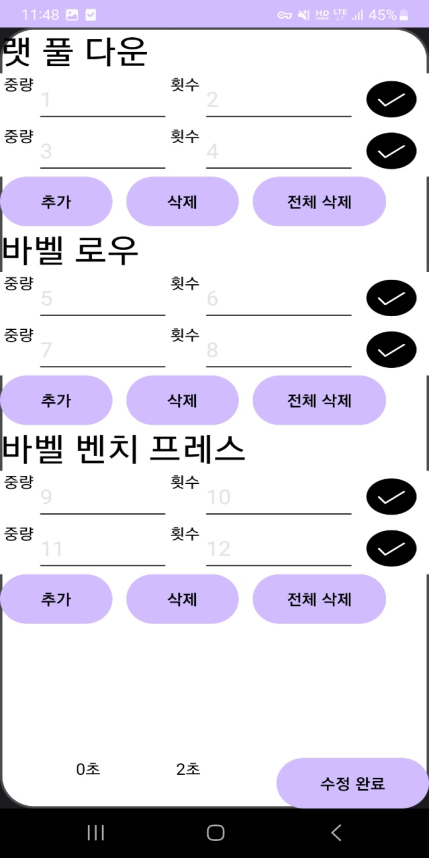 11:48 HD LTE 45%
랫 풀 다운
중량 1 횟수 2
중량 3 횟수 4
추가 삭제 전체 삭제
바벨 로우
중량 5 횟수 6
중량 7 횟수 8
추가 삭제 전체 삭제
바벨 벤치 프레스
중량 9 횟수 10
중량 11 횟수 12
추가 삭제 전체 삭제
0초 2초
수정 완료